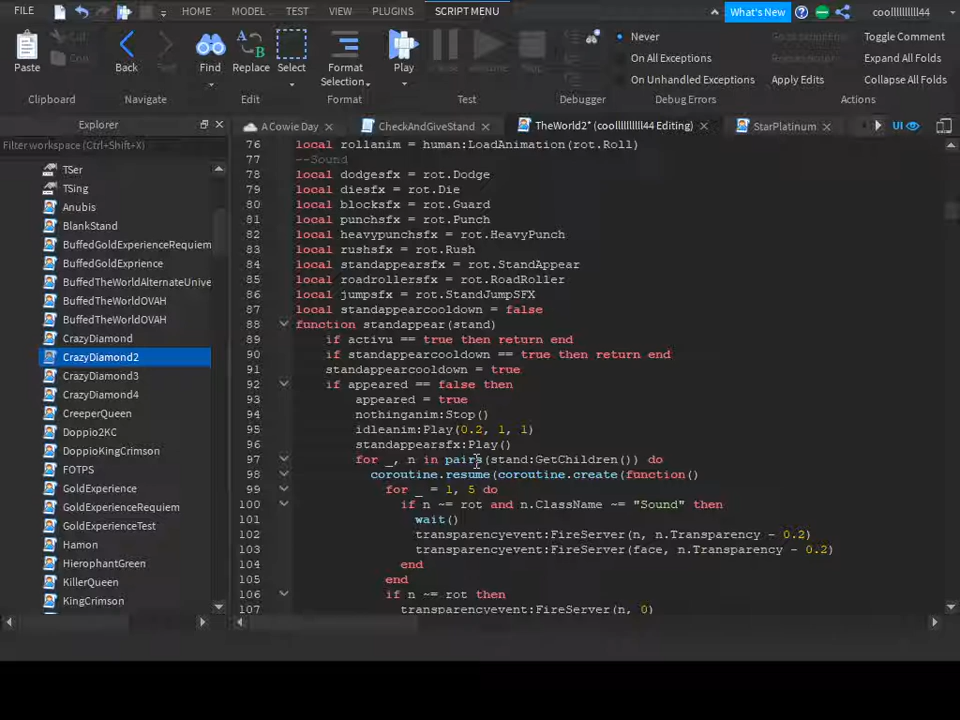 FILE HOME MODEL TEST VIEW PLUGINS SCRIPT MENU What's New coollllllllll44
Paste Back Find Replace Select Format Selection Play Never Toggle Comment
On All Exceptions Expand All Folds
On Unhandled Exceptions Apply Edits Collapse All Folds
Clipboard Navigate Edit Format Test Debugger Debug Errors Actions
Explorer A Cowie Day CheckAndGiveStand TheWorld2* (coollllllllll44 Editing) StarPlatinum UI
Filter workspace (Ctrl+Shift+X)
TSer
TSing
Anubis
BlankStand
BuffedGoldExperienceRequiem
BuffedGoldExprience
BuffedTheWorldAlternateUnive
BuffedTheWorldOVAH
BuffedTheWorldOVAH
CrazyDiamond
CrazyDiamond2
CrazyDiamond3
CrazyDiamond4
CreeperQueen
Doppio2KC
DoppioKingCrimson
FOTPS
GoldExperience
GoldExperienceRequiem
GoldExperienceTest
Hamon
HierophantGreen
KillerQueen
KingCrimson
76 local rollanim = human:LoadAnimation(rot.Roll)
77 --Sound
78 local dodgesfx = rot.Dodge
79 local diesfx = rot.Die
80 local blocksfx = rot.Guard
81 local punchsfx = rot.Punch
82 local heavypunchsfx = rot.HeavyPunch
83 local rushsfx = rot.Rush
84 local standappearsfx = rot.StandAppear
85 local roadrollersfx = rot.RoadRoller
86 local jumpsfx = rot.StandJumpSFX
87 local standappearcooldown = false
88 function standappear(stand)
89 if activu == true then return end
90 if standappearcooldown == true then return end
91 standappearcooldown = true
92 if appeared == false then
93 appeared = true
94 nothinganim:Stop()
95 idleanim:Play(0.2, 1, 1)
96 standappearsfx:Play()
97 for _, n in pairs(stand:GetChildren()) do
98 coroutine.resume(coroutine.create(function()
99 for _ = 1, 5 do
100 if n ~= rot and n.ClassName ~= "Sound" then
101 wait()
102 transparencyevent:FireServer(n, n.Transparency - 0.2)
103 transparencyevent:FireServer(face, n.Transparency - 0.2)
104 end
105 end
106 if n ~= rot then
107 transparencyevent:FireServer(n, 0)